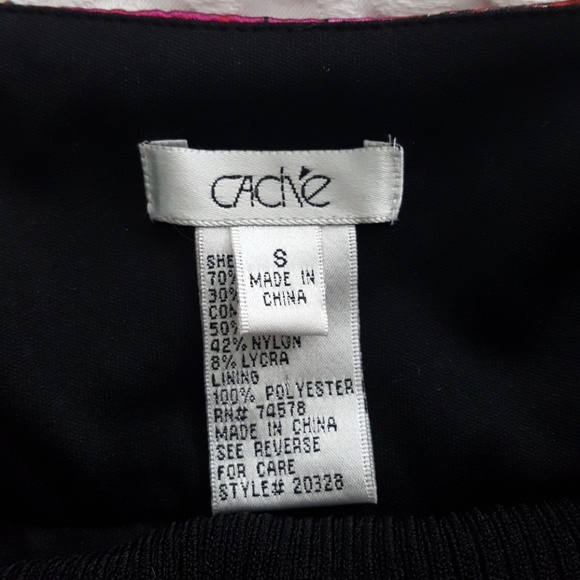 Caché
S
MADE IN
CHINA
SHE
70%
30%
CON
50%
42% NYLON
8% LYCRA
LINING
100% POLYESTER
RN# 74578
MADE IN CHINA
SEE REVERSE
FOR CARE
STYLE# 20328